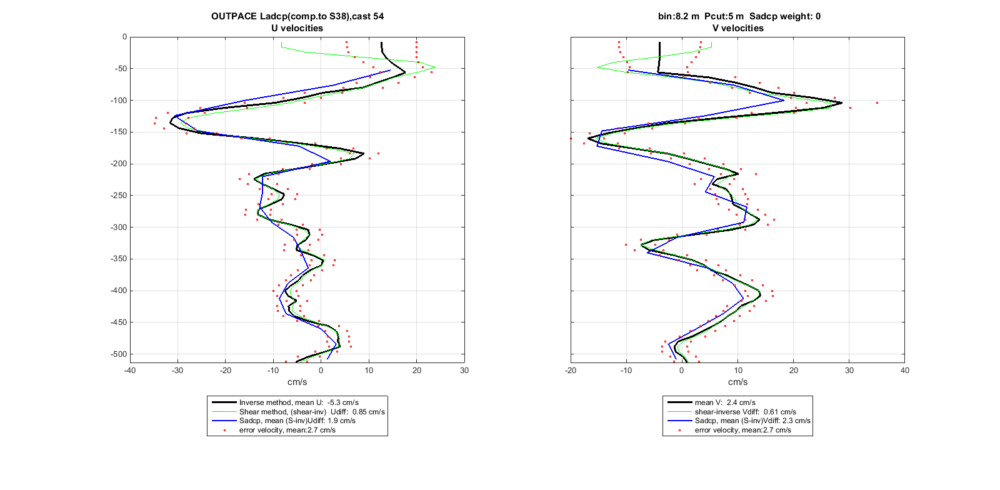 OUTPACE Ladcp(comp.to S38),cast 54
U velocities
0
-50
-100
-150
-200
-250
-300
-350
-400
-450
-500
-40 -30 -20 -10 0 10 20 30
cm/s
Inverse method, mean U: -5.3 cm/s
Shear method, (shear-inv) Udiff: 0.85 cm/s
Sadcp, mean (S-inv)Udiff: 1.9 cm/s
error velocity, mean:2.7 cm/s
bin:8.2 m Pcut:5 m Sadcp weight: 0
V velocities
-20 -10 0 10 20 30 40
cm/s
mean V: 2.4 cm/s
shear-inverse Vdiff: 0.61 cm/s
Sadcp, mean (S-inv)Vdiff: 2.3 cm/s
error velocity, mean:2.7 cm/s